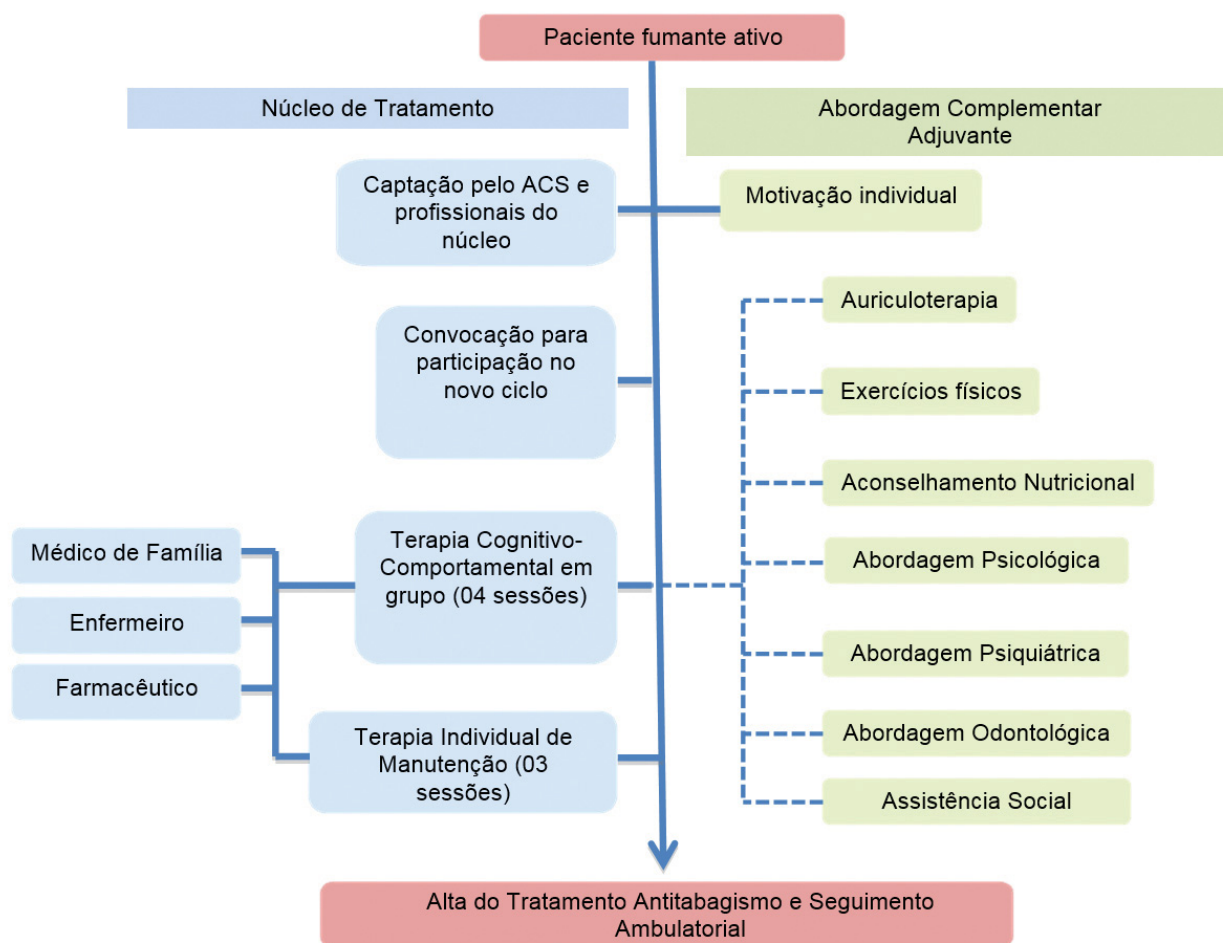 Paciente fumante ativo
Núcleo de Tratamento
Abordagem Complementar
Adjuvante
Captação pelo ACS e
profissionais do
núcleo
Motivação individual
Convocação para
participação no
novo ciclo
Auriculoterapia
Exercícios físicos
Aconselhamento Nutricional
Médico de Família
Enfermeiro
Farmacêutico
Terapia Cognitivo-
Comportamental em
grupo (04 sessões)
Abordagem Psicológica
Abordagem Psiquiátrica
Terapia Individual de
Manutenção (03
sessões)
Abordagem Odontológica
Assistência Social
Alta do Tratamento Antitabagismo e Seguimento
Ambulatorial